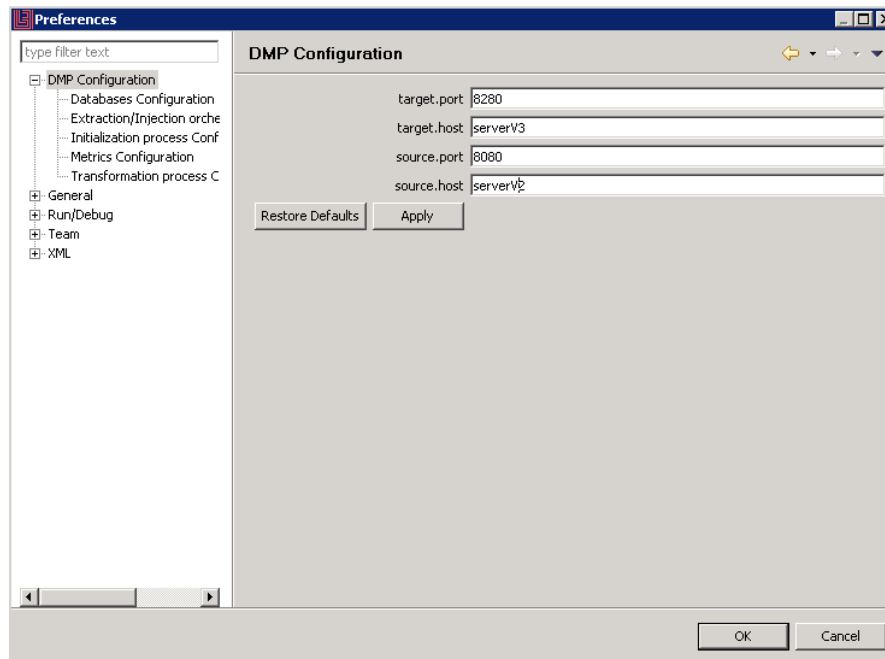 Preferences
type filter text
DMP Configuration
Databases Configuration
Extraction/Injection orche
Initialization process Conf
Metrics Configuration
Transformation process C
General
Run/Debug
Team
XML
DMP Configuration
target.port 8280
target.host serverV3
source.port 8080
source.host serverV2
Restore Defaults Apply
OK Cancel